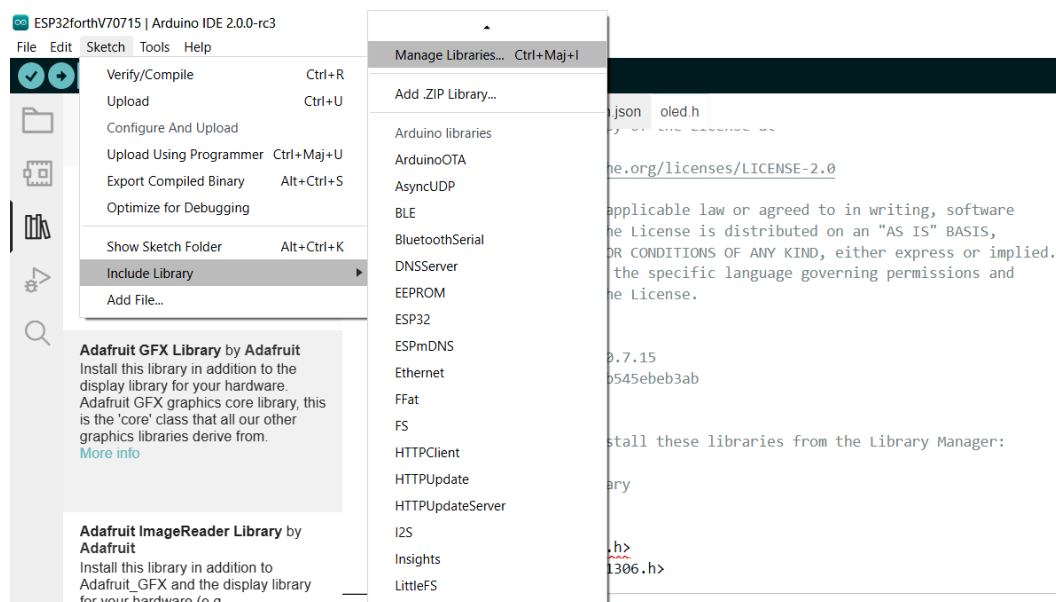 ESP32forthV70715 | Arduino IDE 2.0.0-rc3
File Edit Sketch Tools Help
Verify/Compile Ctrl+R
Upload Ctrl+U
Configure And Upload
Upload Using Programmer Ctrl+Maj+U
Export Compiled Binary Alt+Ctrl+S
Optimize for Debugging
Show Sketch Folder Alt+Ctrl+K
Include Library
Add File...
Manage Libraries... Ctrl+Maj+I
Add .ZIP Library...
Arduino libraries
ArduinoOTA
AsyncUDP
BLE
BluetoothSerial
DNSServer
EEPROM
ESP32
ESPmDNS
Ethernet
FFat
FS
HTTPClient
HTTPUpdate
HTTPUpdateServer
I2S
Insights
LittleFS
Adafruit GFX Library by Adafruit
Install this library in addition to the
display library for your hardware.
Adafruit GFX graphics core library, this
is the 'core' class that all our other
graphics libraries derive from.
More info
Adafruit ImageReader Library by
Adafruit
Install this library in addition to
Adafruit_GFX and the display library
for your hardware (e.g.
.json oled.h
of the License at
he.org/licenses/LICENSE-2.0
applicable law or agreed to in writing, software
he License is distributed on an "AS IS" BASIS,
OR CONDITIONS OF ANY KIND, either express or implied.
the specific language governing permissions and
he License.
0.7.15
b545ebeb3ab
stall these libraries from the Library Manager:
ary
.h>
1306.h>